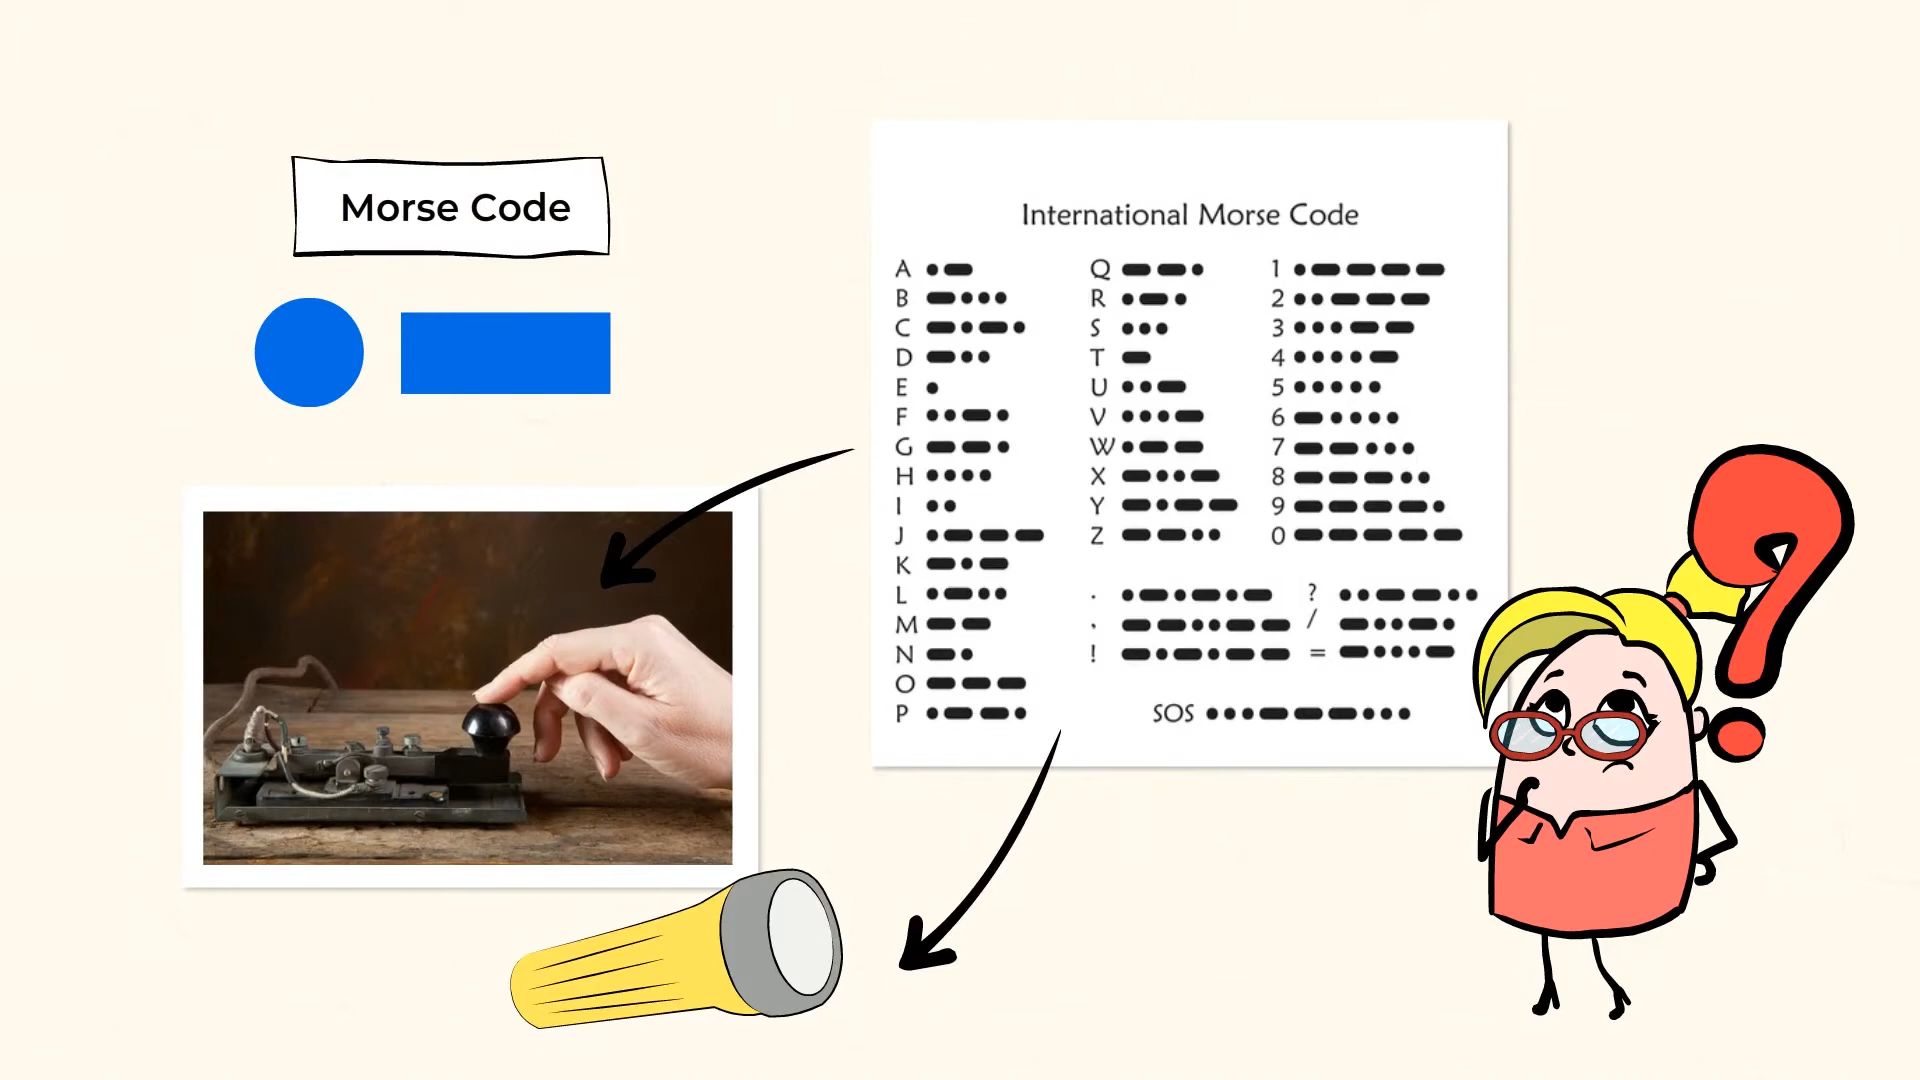 Morse Code
International Morse Code
A •— Q ——•— 1 •————
B —••• R •—• 2 ••———
C —•—• S ••• 3 •••——
D —•• T — 4 ••••—
E • U ••— 5 •••••
F ••—• V •••— 6 —••••
G ——• W •—— 7 ——•••
H •••• X —••— 8 ———••
I •• Y —•—— 9 ————•
J •——— Z ——•• 0 —————
K —•—
L •—•• . •—•—•— ? ••——••
M —— , ——••—— / —••—•
N —• ! —•—•—— = —•••—
O ———
P •——• SOS •••———•••